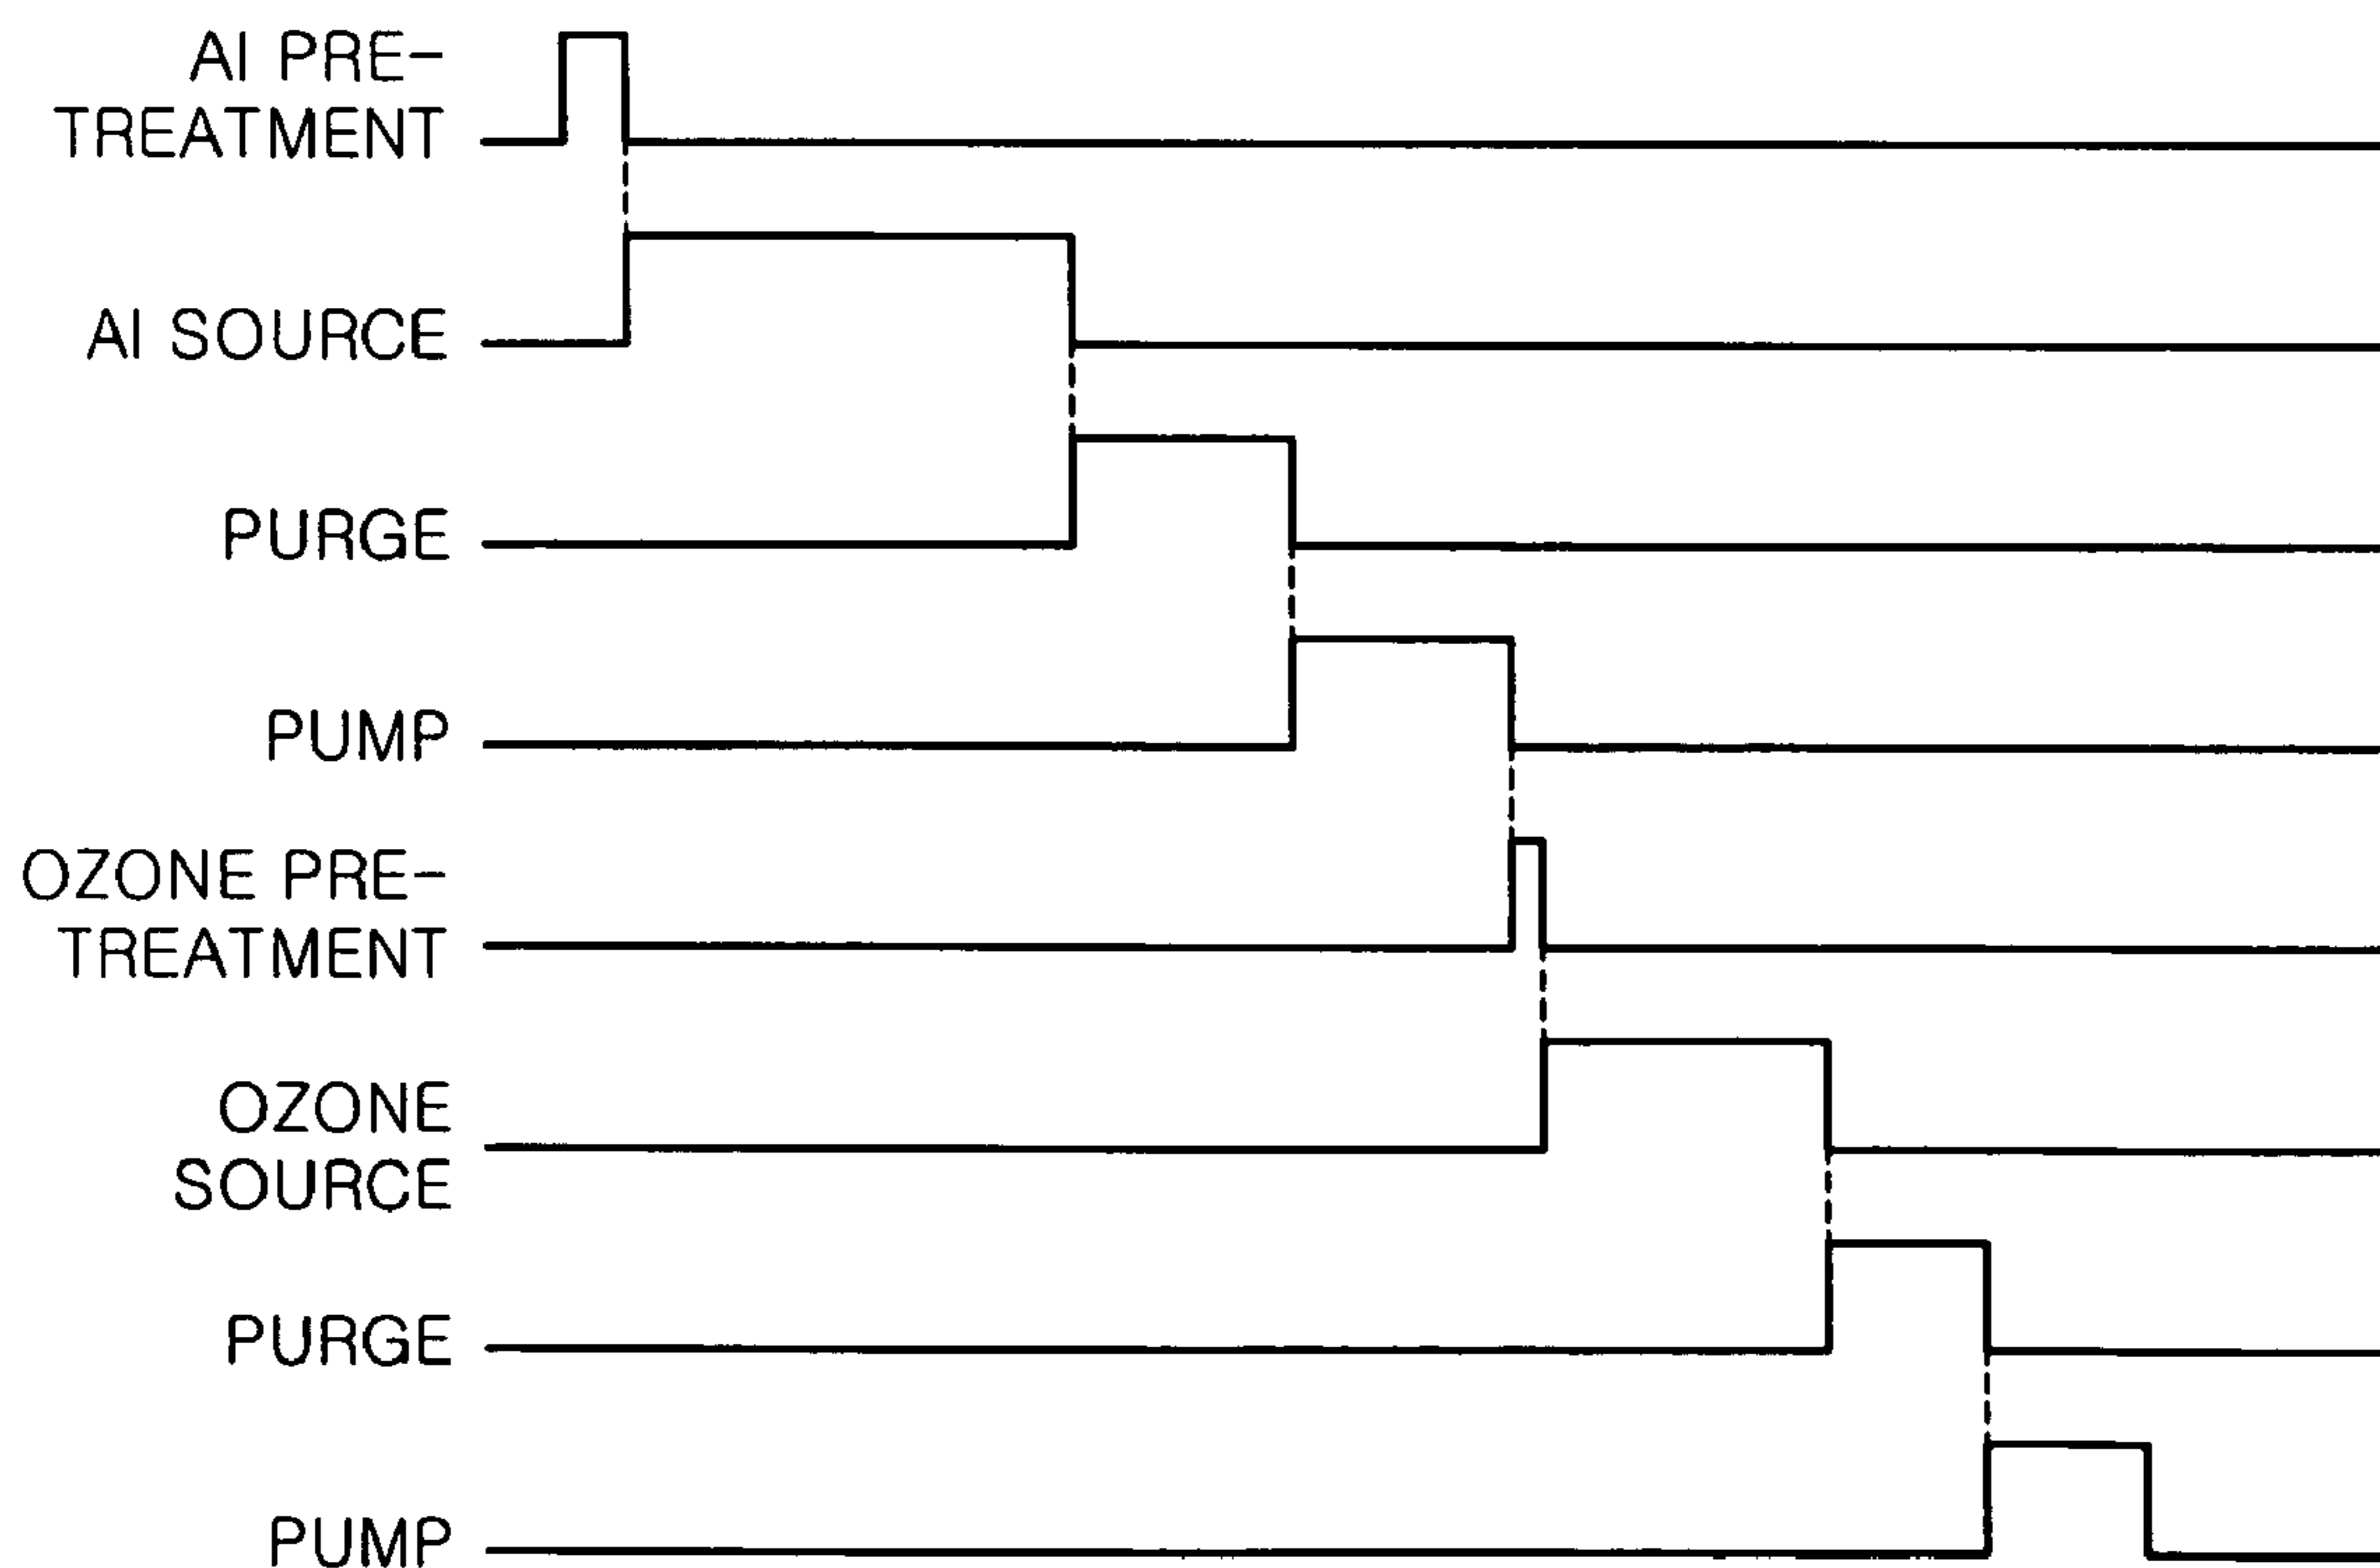 Al PRE-
TREATMENT
Al SOURCE
PURGE
PUMP
OZONE PRE-
TREATMENT
OZONE
SOURCE
PURGE
PUMP